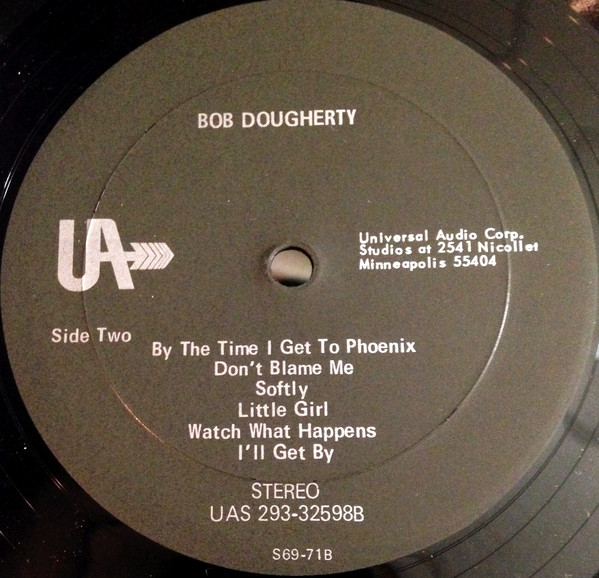 BOB DOUGHERTY
UA
Universal Audio Corp.
Studios at 2541 Nicollet
Minneapolis 55404
Side Two
By The Time I Get To Phoenix
Don't Blame Me
Softly
Little Girl
Watch What Happens
I'll Get By
STEREO
UAS 293-32598B
S69-71B